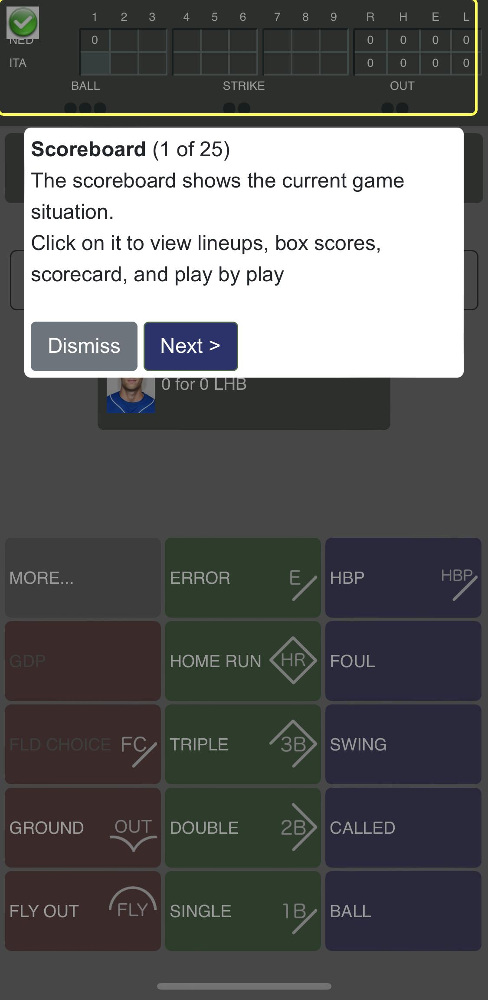 1 2 3 4 5 6 7 8 9 R H E L
NED 0 0 0 0 0
ITA 0 0 0 0
BALL STRIKE OUT
Scoreboard (1 of 25)
The scoreboard shows the current game
situation.
Click on it to view lineups, box scores,
scorecard, and play by play
Dismiss Next >
0 for 0 LHB
MORE... ERROR E HBP HBP
GDP HOME RUN HR FOUL
FLD CHOICE FC TRIPLE 3B SWING
GROUND OUT DOUBLE 2B CALLED
FLY OUT FLY SINGLE 1B BALL